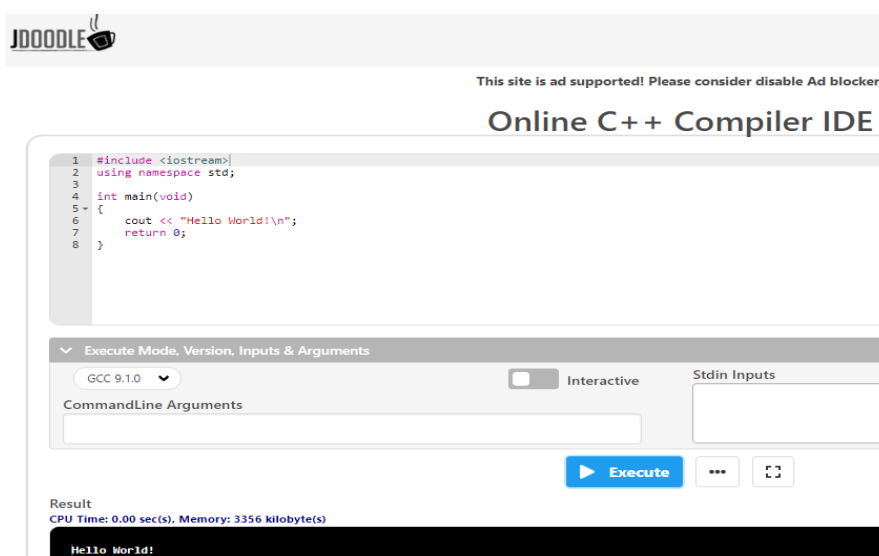 JDOODLE
This site is ad supported! Please consider disable Ad blocker
Online C++ Compiler IDE
1 #include <iostream>
2 using namespace std;
3
4 int main(void)
5 {
6     cout << "Hello World!\n";
7     return 0;
8 }
Execute Mode, Version, Inputs & Arguments
GCC 9.1.0
Interactive
Stdin Inputs
CommandLine Arguments
Execute
Result
CPU Time: 0.00 sec(s), Memory: 3356 kilobyte(s)
Hello World!